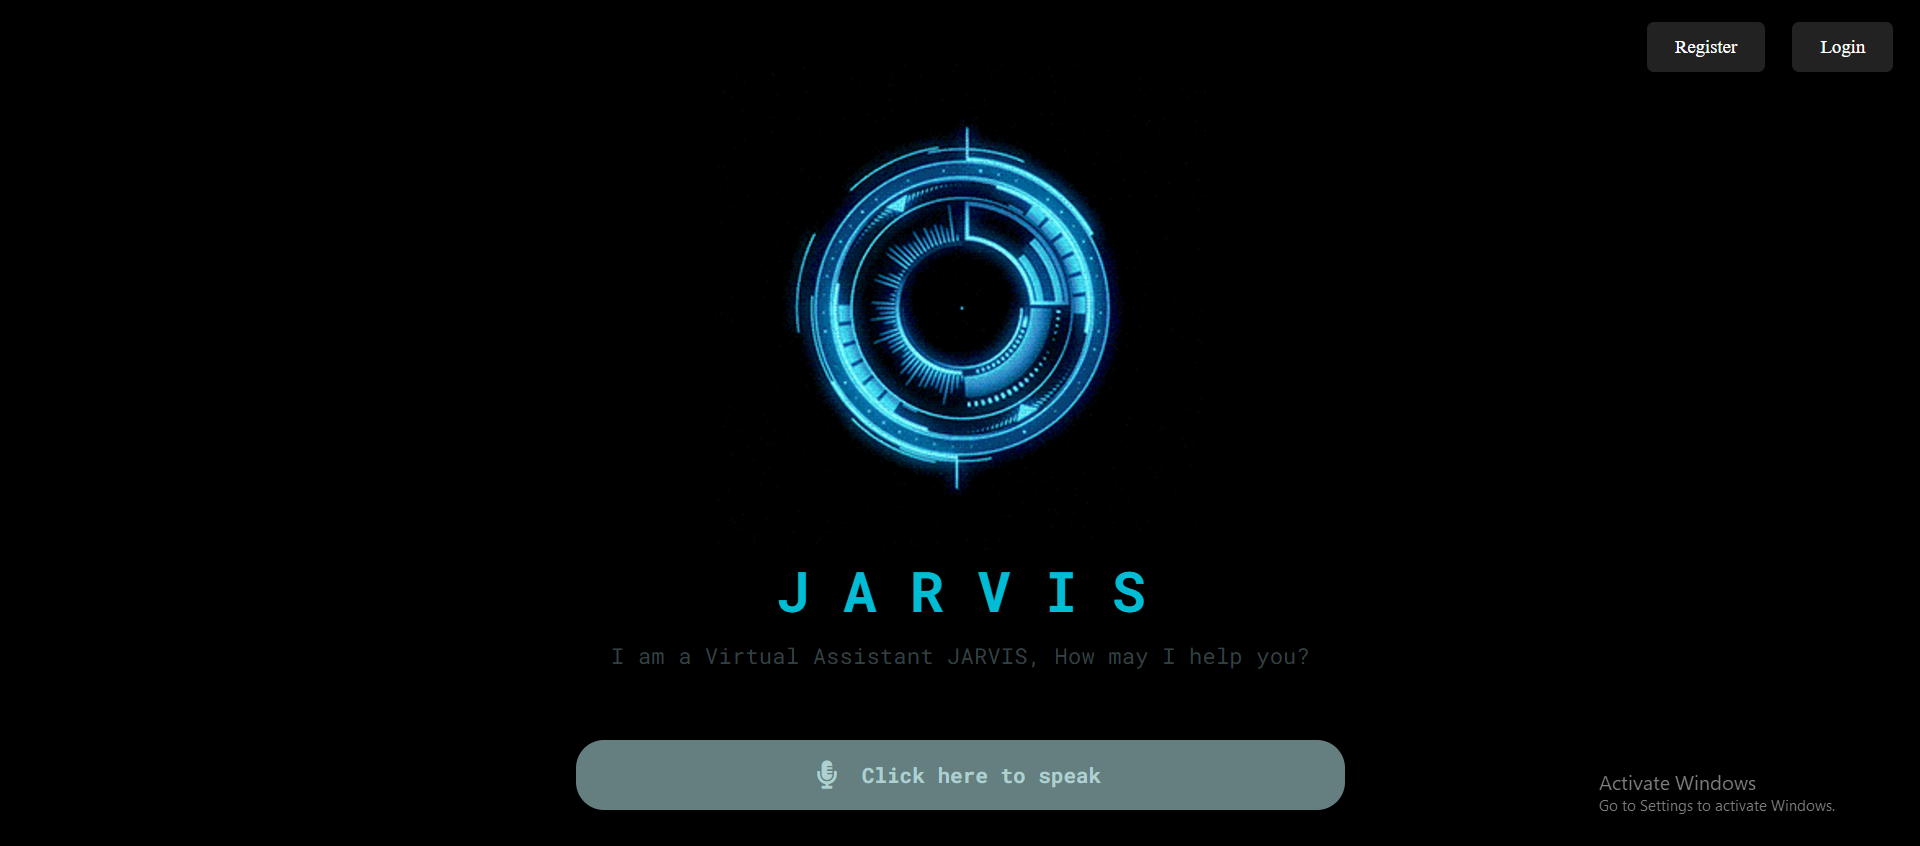 Register
Login
J A R V I S
I am a Virtual Assistant JARVIS, How may I help you?
Click here to speak
Activate Windows
Go to Settings to activate Windows.